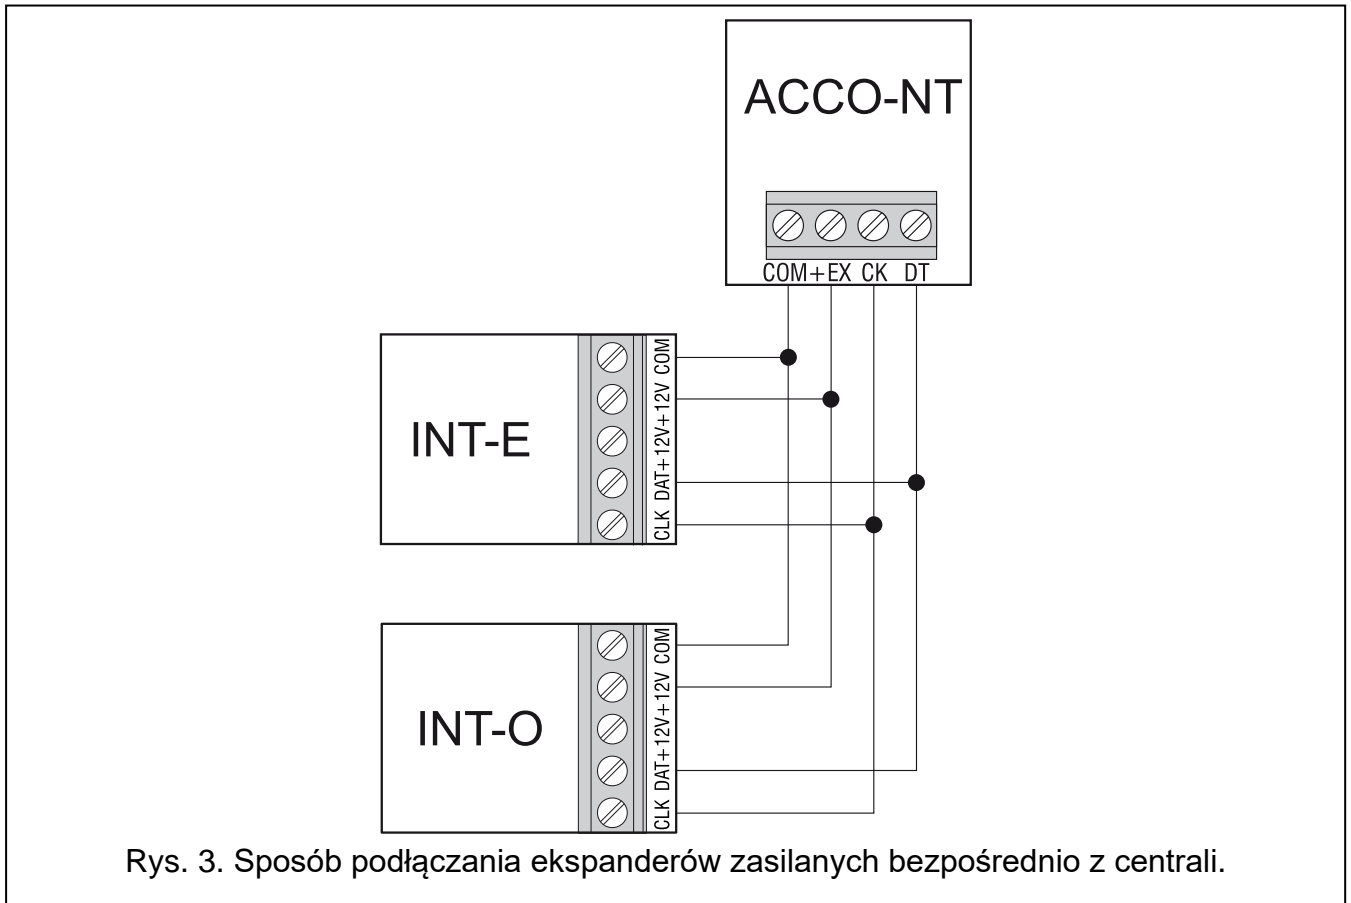 ACCO-NT
COM +EX CK DT
INT-E
COM
+12V
+12V
DAT
CLK
INT-O
COM
+12V
+12V
DAT
CLK
Rys. 3. Sposób podłączania ekspanderów zasilanych bezpośrednio z centrali.